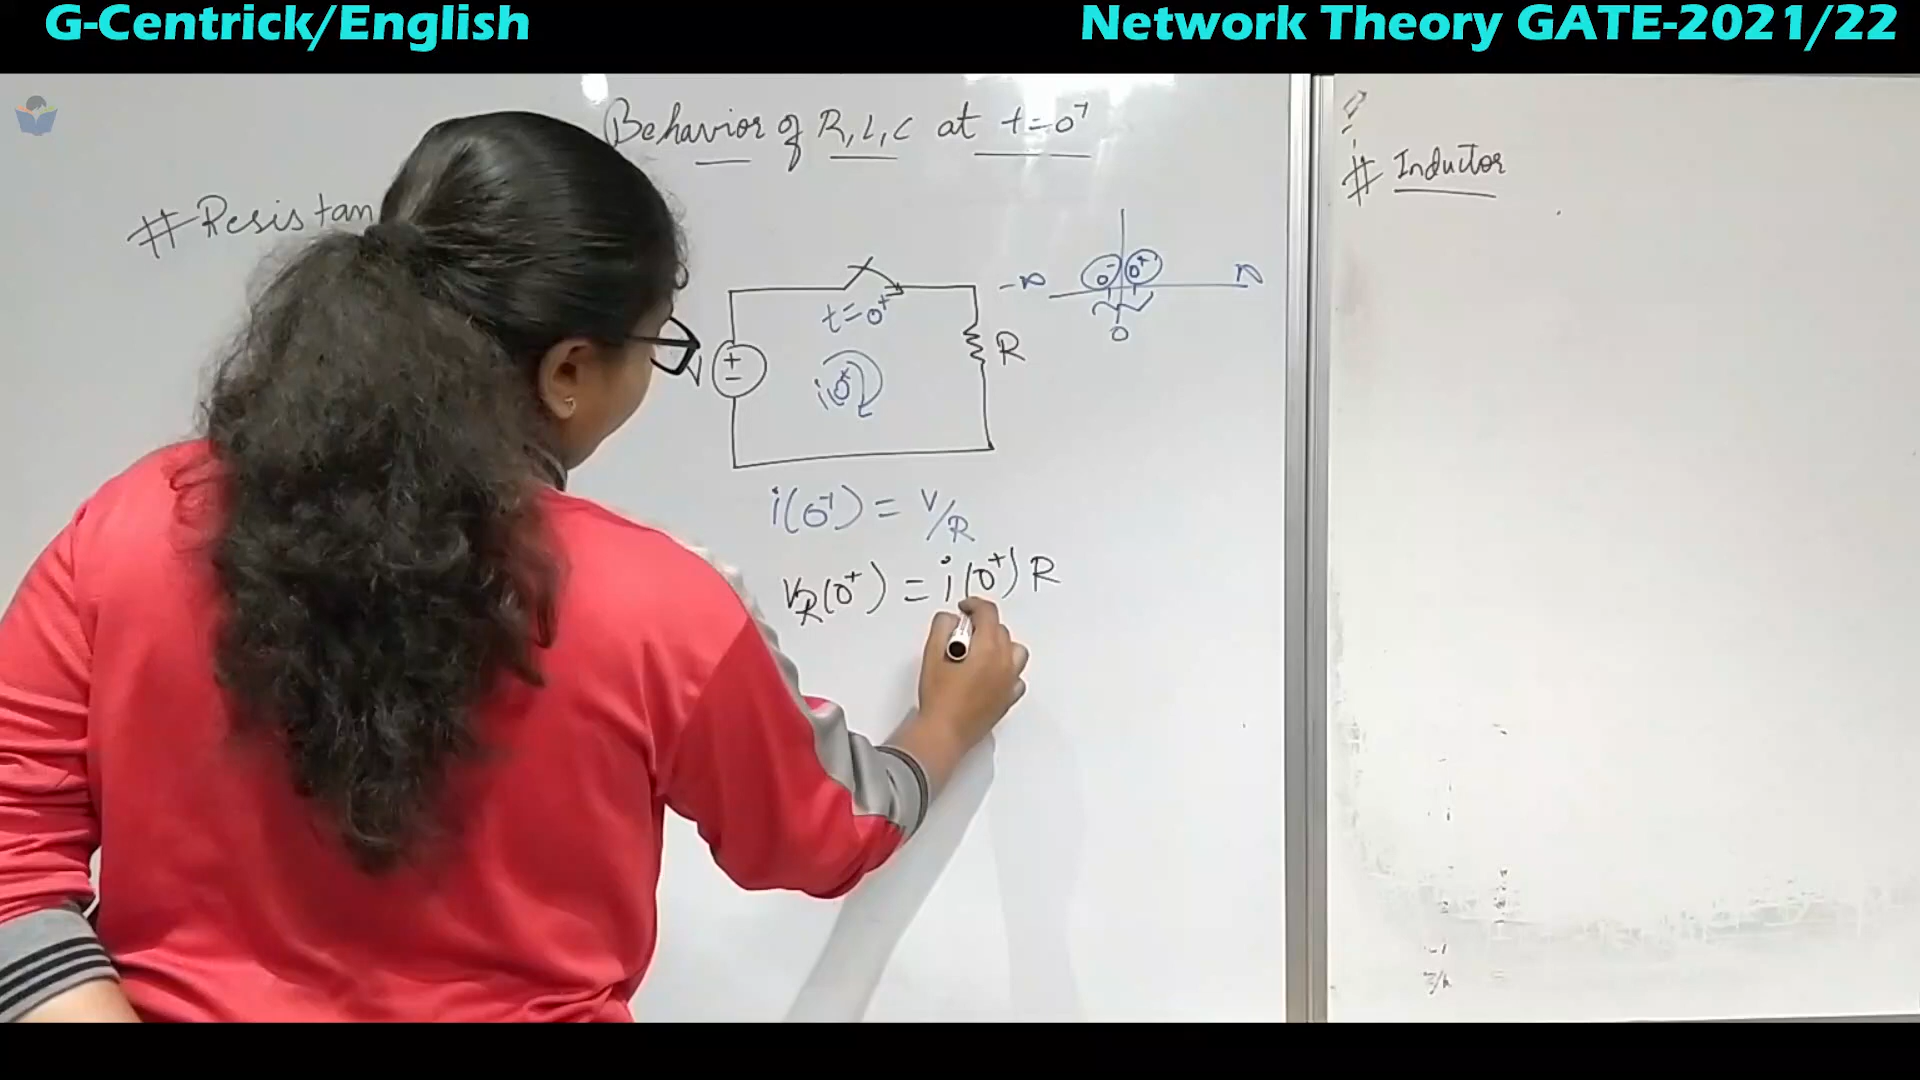 G-Centrick/English
Network Theory GATE-2021/22
Behavior of R, L, C at t=0⁺
# Resistan
# Inductor
0⁻ 0⁺
-∞ ∞
0
t=0⁺
R
V
+
−
i(0⁺)
i(0⁺) = V/R
V_R(0⁺) = i(0⁺) R